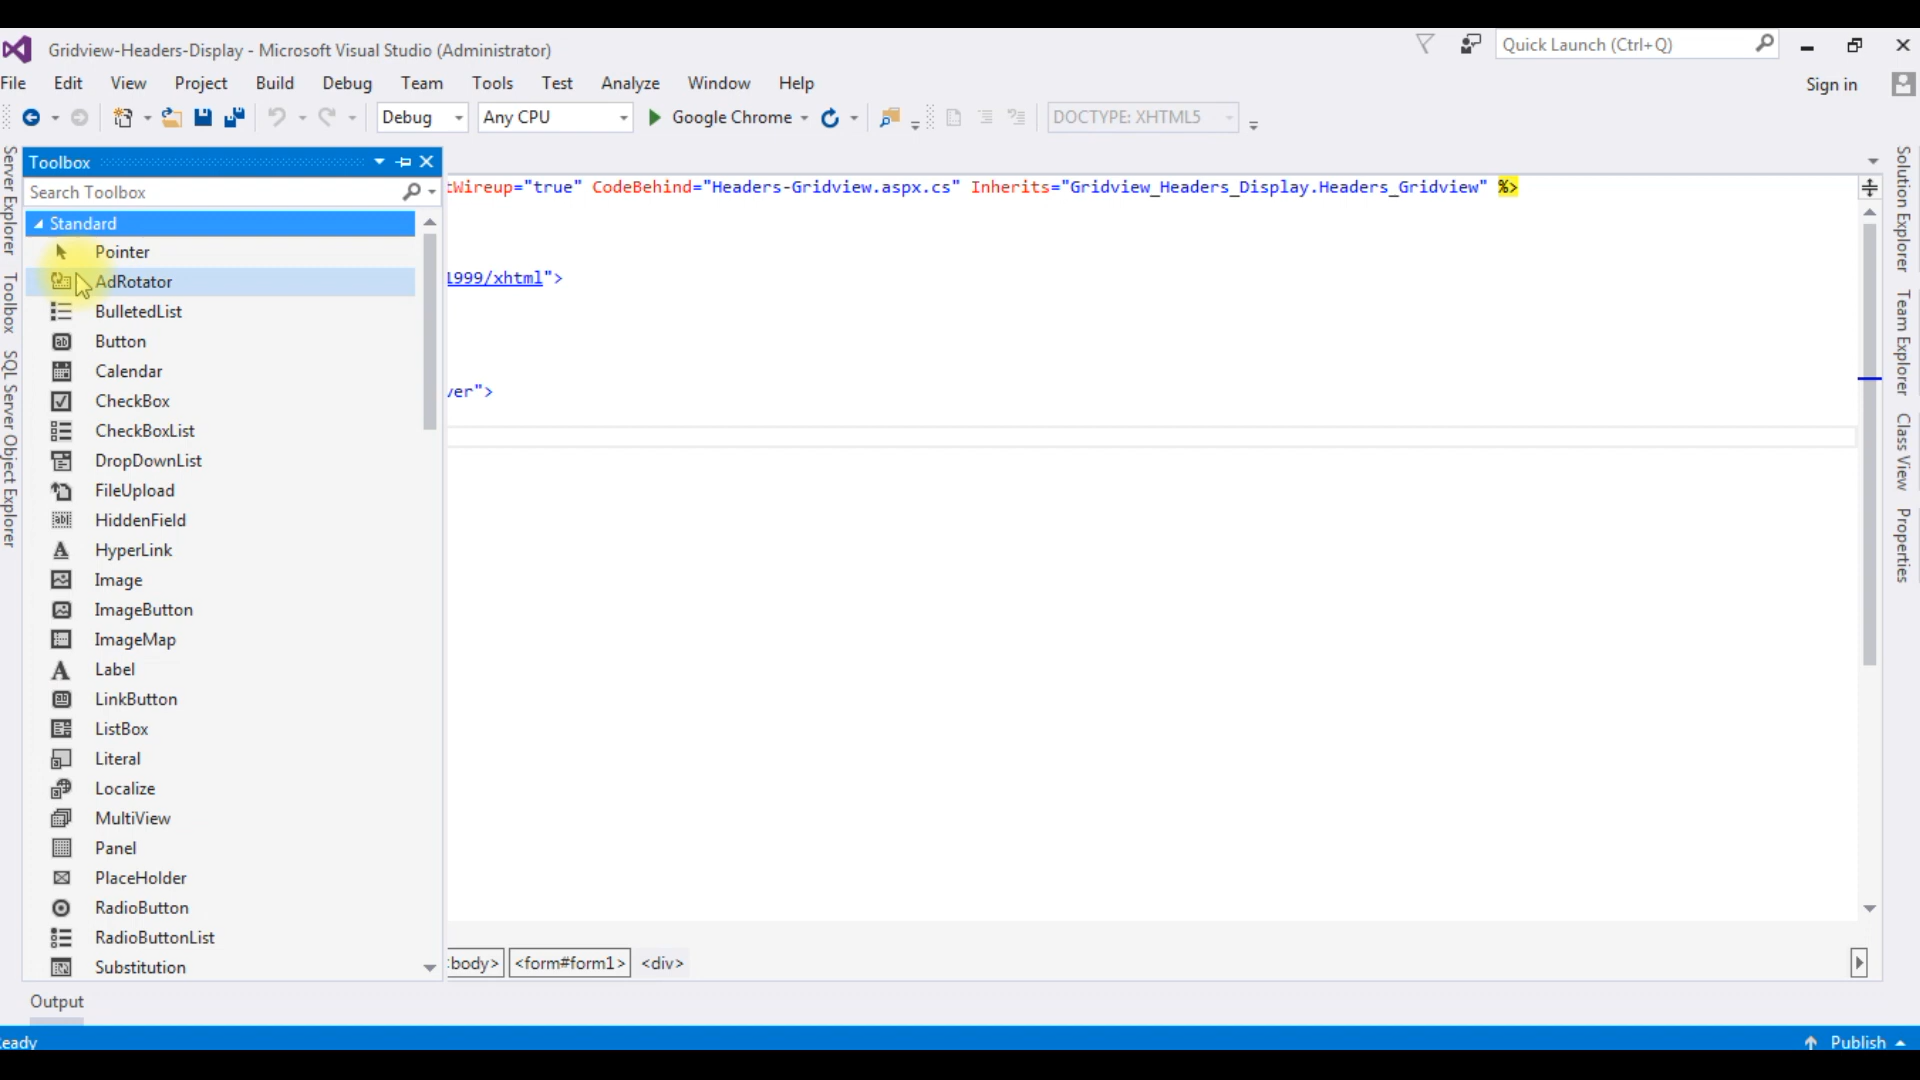 Gridview-Headers-Display - Microsoft Visual Studio (Administrator)
Quick Launch (Ctrl+Q)
File Edit View Project Build Debug Team Tools Test Analyze Window Help
Sign in
Debug Any CPU Google Chrome DOCTYPE: XHTML5
Server Explorer
Toolbox
SQL Server Object Explorer
Toolbox
Search Toolbox
Standard
Pointer
AdRotator
BulletedList
Button
Calendar
CheckBox
CheckBoxList
DropDownList
FileUpload
HiddenField
HyperLink
Image
ImageButton
ImageMap
Label
LinkButton
ListBox
Literal
Localize
MultiView
Panel
PlaceHolder
RadioButton
RadioButtonList
Substitution
tWireup="true" CodeBehind="Headers-Gridview.aspx.cs" Inherits="Gridview_Headers_Display.Headers_Gridview" %>
1999/xhtml">
ver">
body> <form#form1> <div>
Solution Explorer
Team Explorer
Class View
Properties
Output
eady
Publish